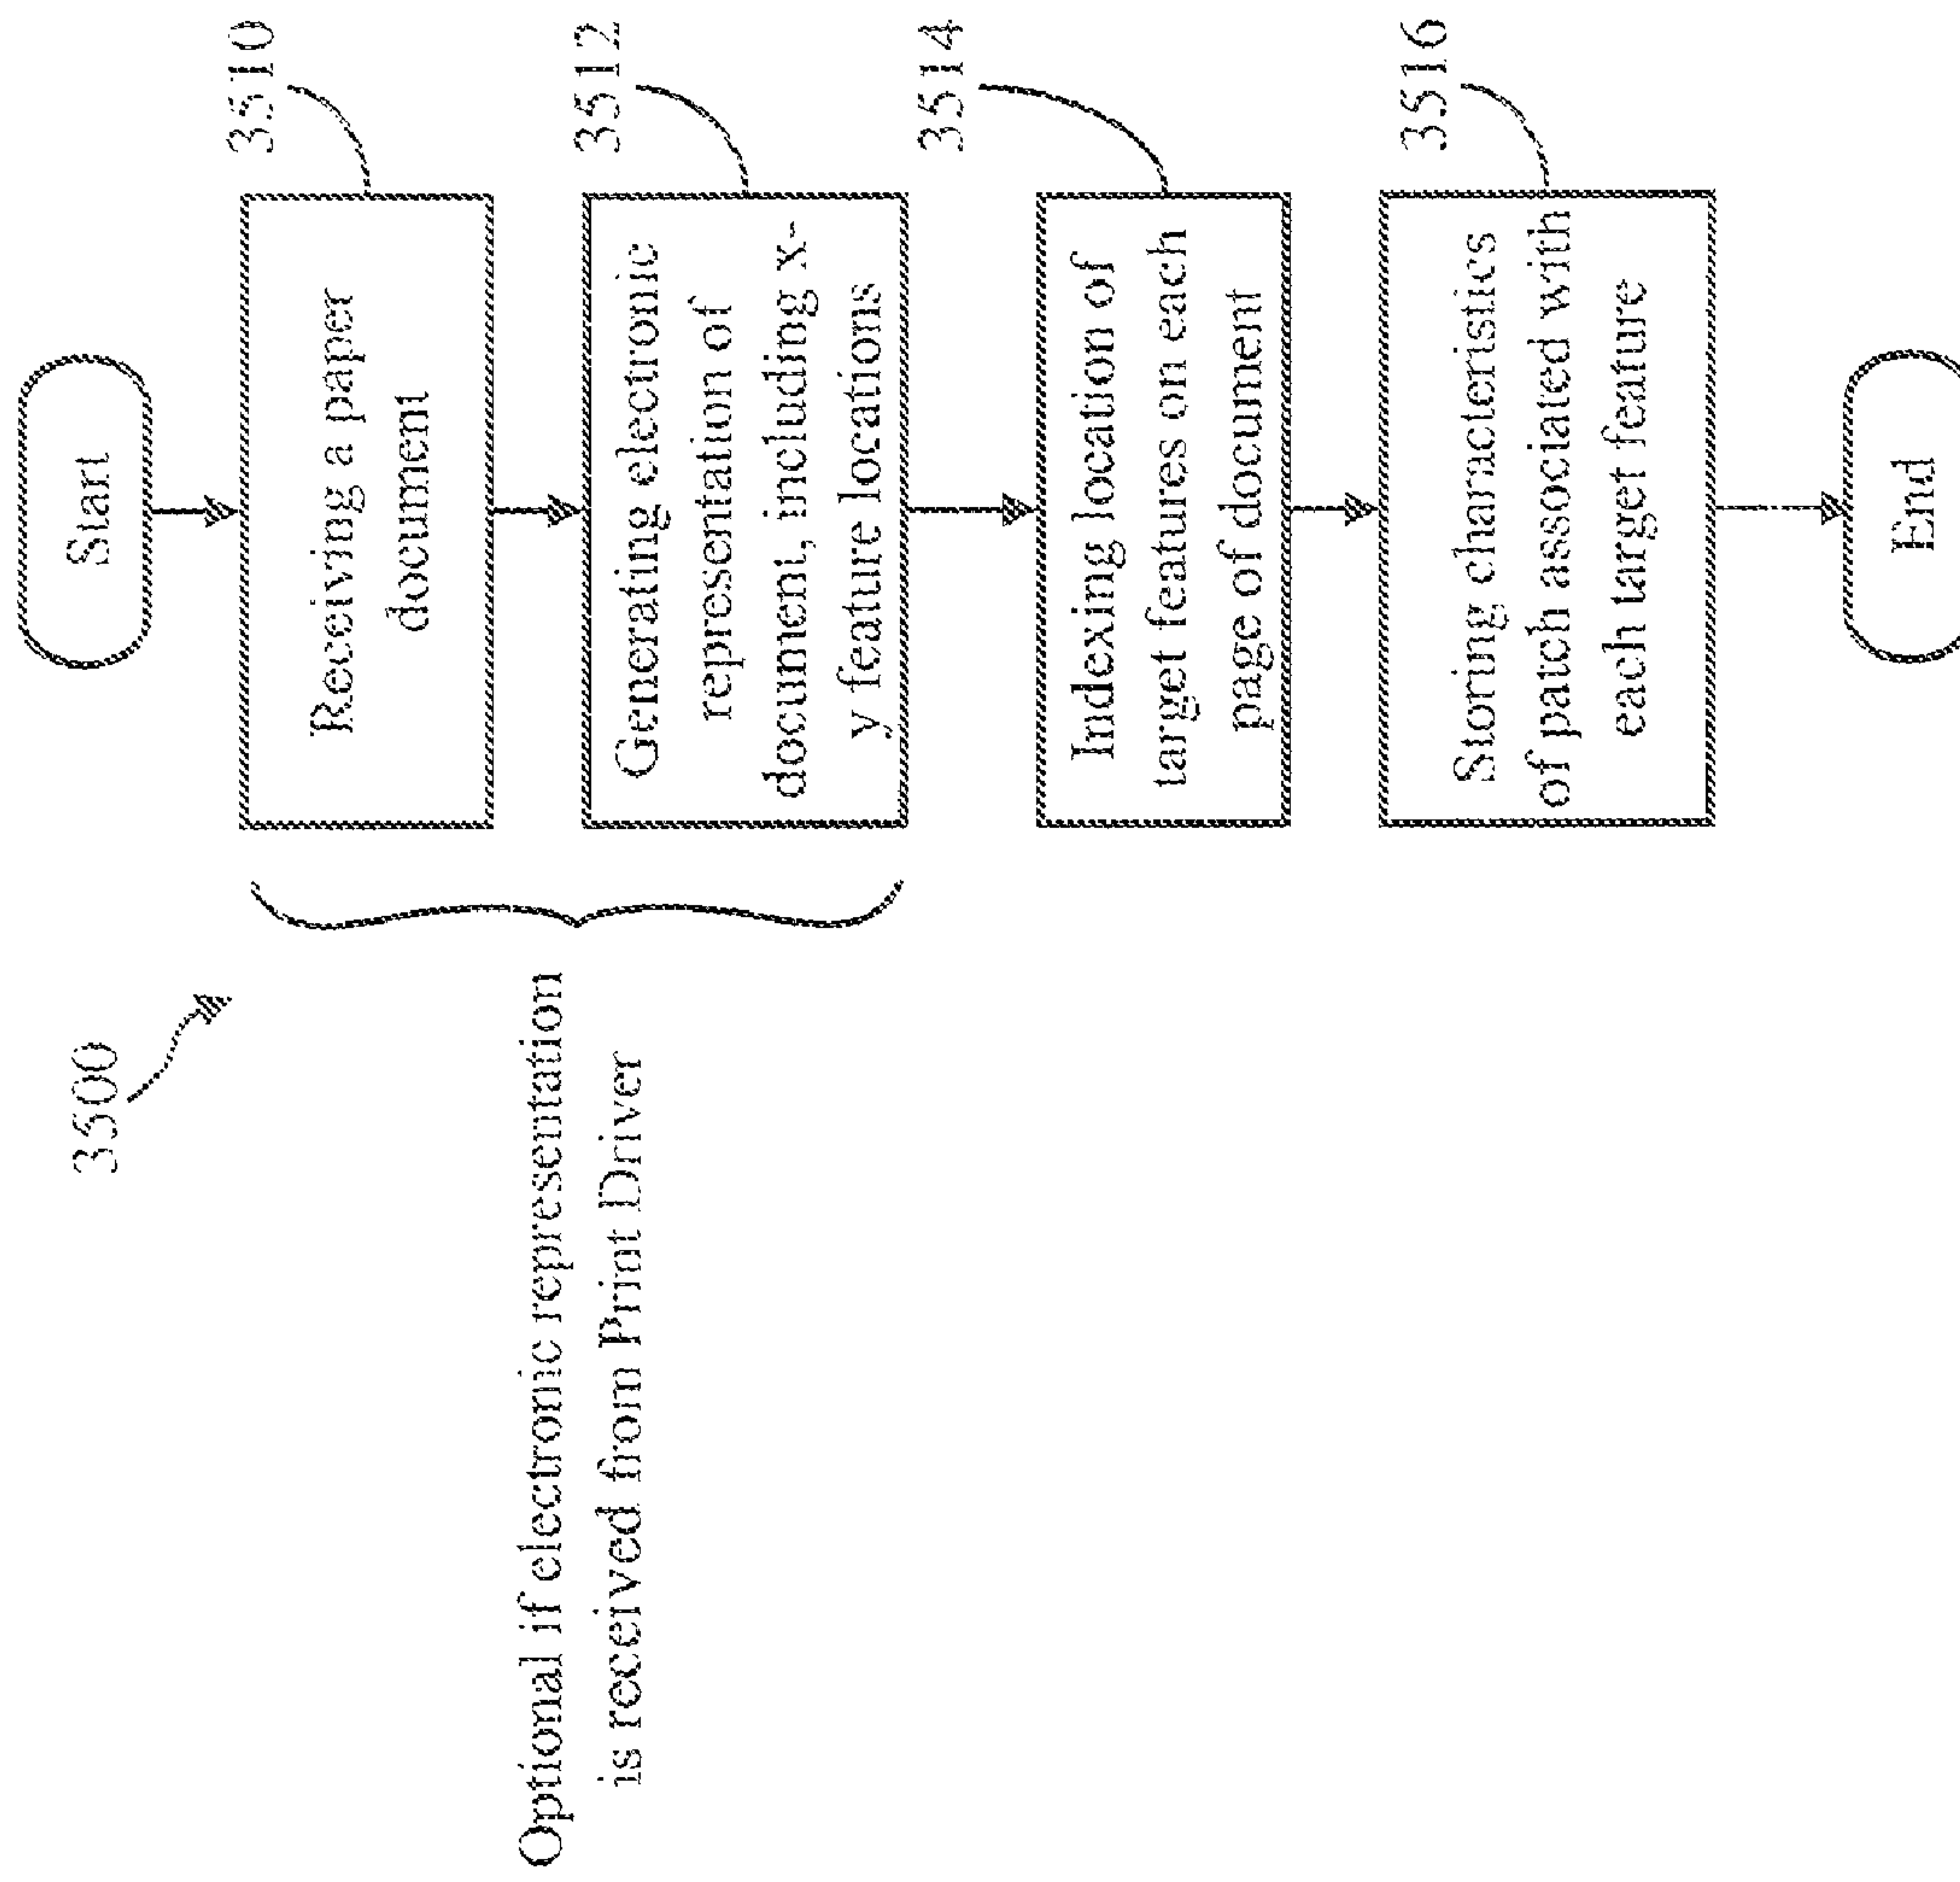 3500
Start
Receiving a paper
document
3510
Generating electronic
representation of
document, including x-
y feature locations
3512
Optional if electronic representation
is received from Print Driver
Indexing location of
target features on each
page of document
3514
Storing characteristics
of patch associated with
each target feature
3516
End